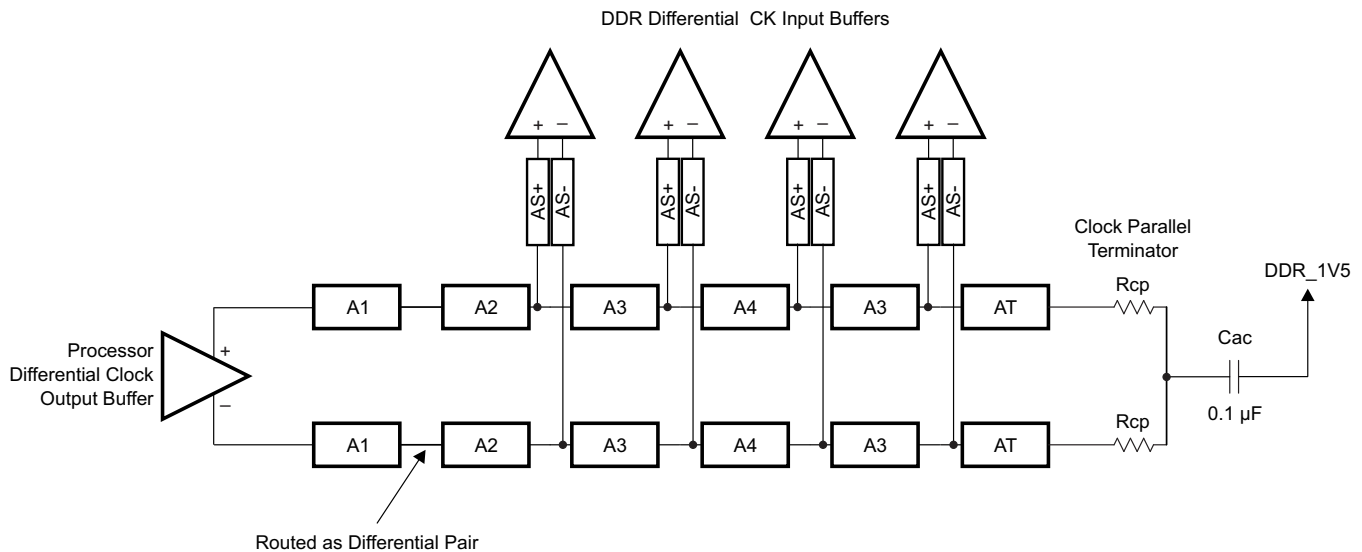 DDR Differential CK Input Buffers
+ –
+ –
+ –
+ –
AS+
AS-
AS+
AS-
AS+
AS-
AS+
AS-
Clock Parallel
Terminator
DDR_1V5
A1
A2
A3
A4
A3
AT
Rcp
Processor
Differential Clock
Output Buffer
+
–
Cac
0.1 µF
A1
A2
A3
A4
A3
AT
Rcp
Routed as Differential Pair